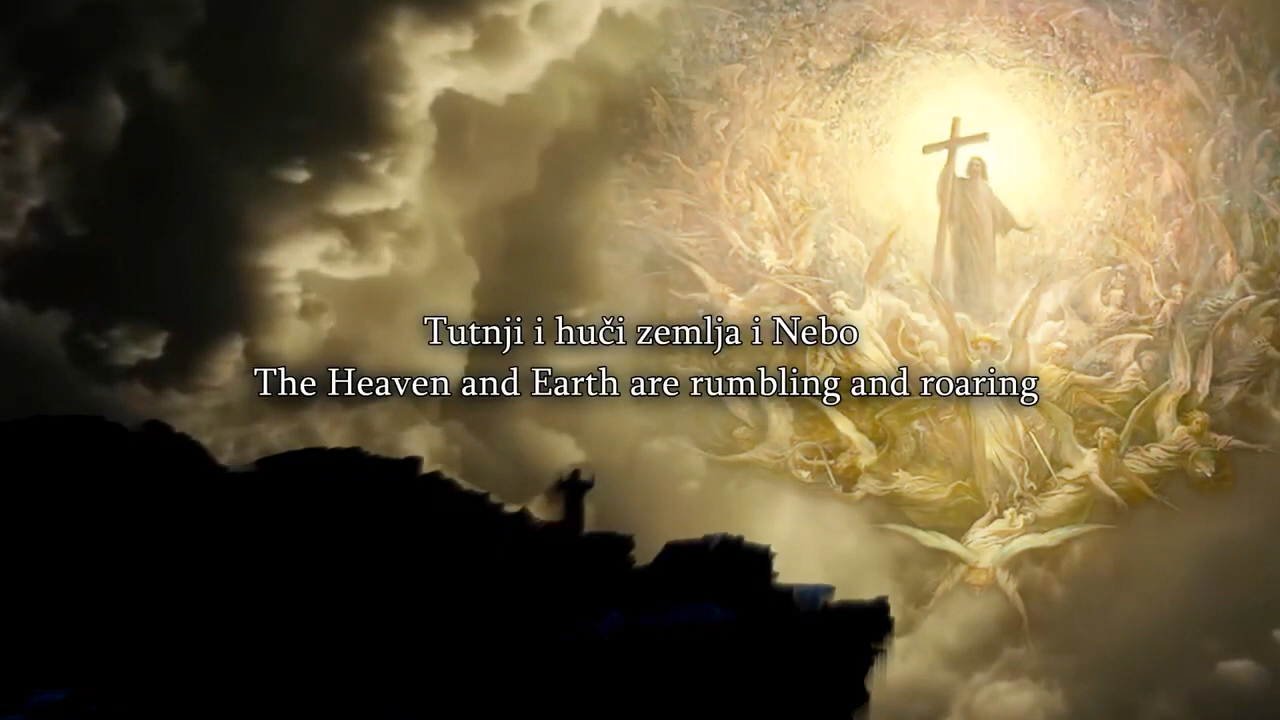 Tutnji i huči zemlja i Nebo
The Heaven and Earth are rumbling and roaring